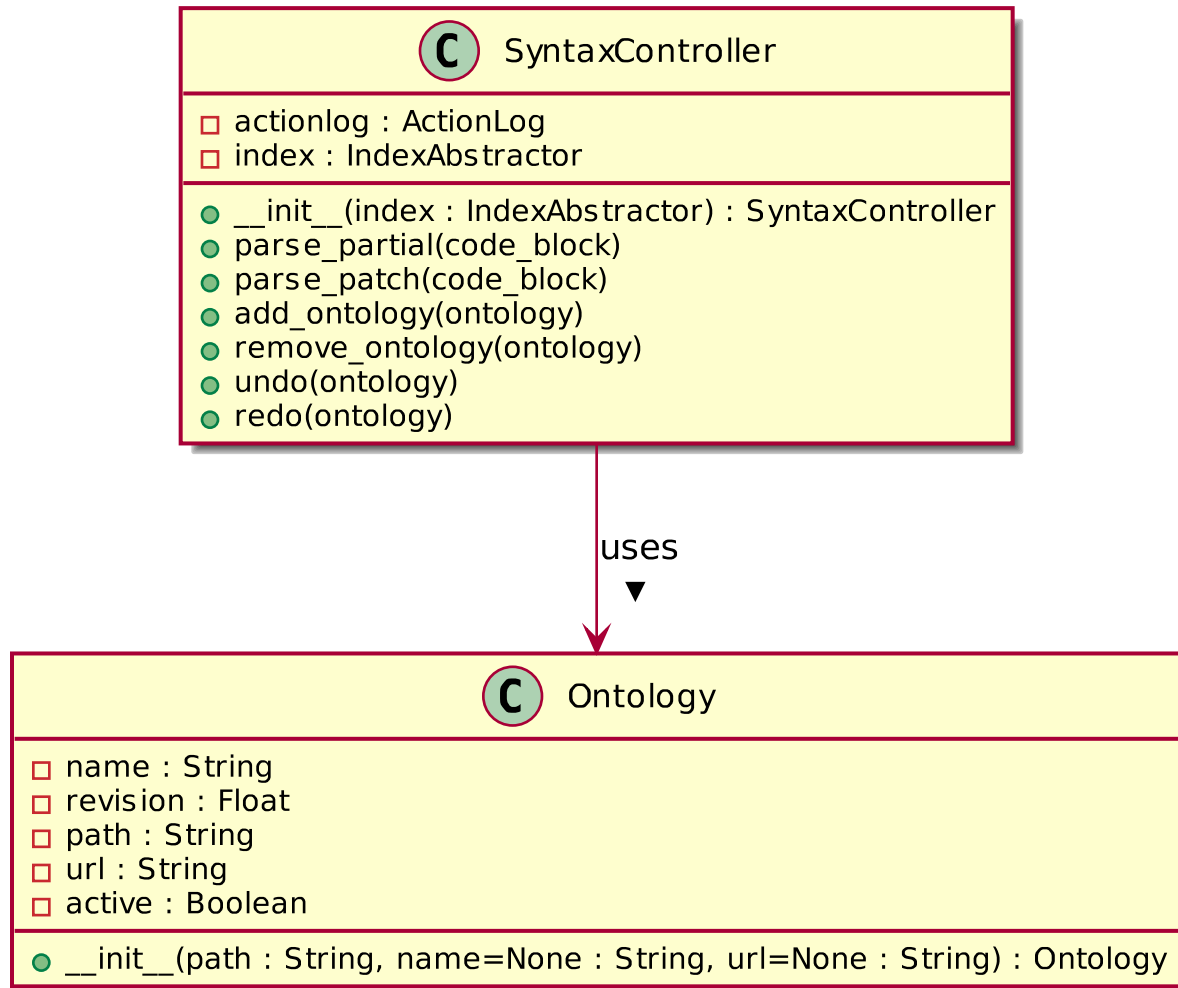 C SyntaxController
actionlog : ActionLog
index : IndexAbstractor
__init__(index : IndexAbstractor) : SyntaxController
parse_partial(code_block)
parse_patch(code_block)
add_ontology(ontology)
remove_ontology(ontology)
undo(ontology)
redo(ontology)
uses
▼
C Ontology
name : String
revision : Float
path : String
url : String
active : Boolean
__init__(path : String, name=None : String, url=None : String) : Ontology